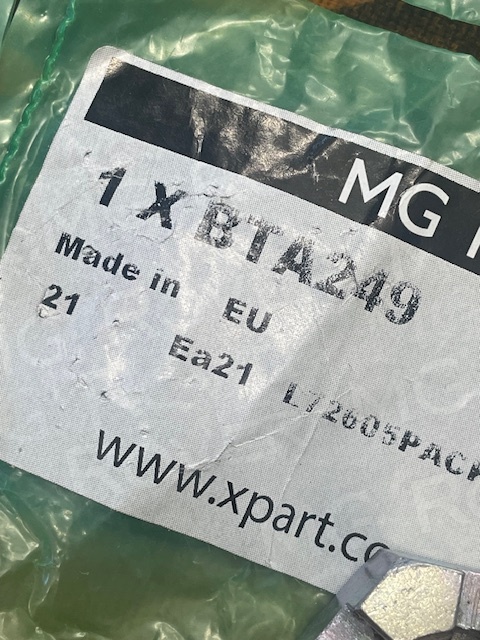 MG
1 X BTA249
Made in EU
21 Ea21
L72605PACK
www.xpart.co